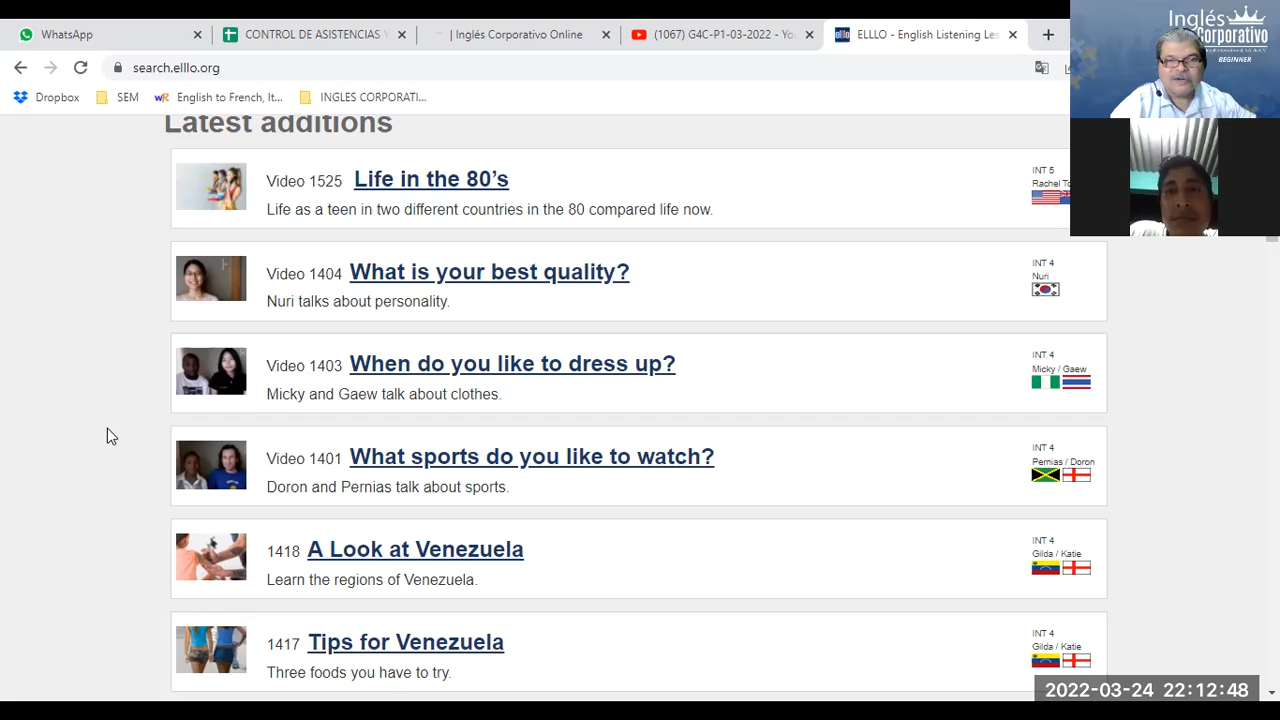 WhatsApp
CONTROL DE ASISTENCIAS Y
| Inglés Corporativo Online
(1067) G4C-P1-03-2022 - Yo
elllo ELLLO - English Listening Les
search.elllo.org
Dropbox
SEM
English to French, It...
INGLES CORPORATI...
Inglés
Corporativo
BEGINNER
Latest additions
Video 1525 Life in the 80’s
Life as a teen in two different countries in the 80 compared life now.
INT 5
Rachel To
Video 1404 What is your best quality?
Nuri talks about personality.
INT 4
Nuri
Video 1403 When do you like to dress up?
Micky and Gaew talk about clothes.
INT 4
Micky / Gaew
Video 1401 What sports do you like to watch?
Doron and Pernias talk about sports.
INT 4
Pernias / Doron
1418 A Look at Venezuela
Learn the regions of Venezuela.
INT 4
Gilda / Katie
1417 Tips for Venezuela
Three foods you have to try.
INT 4
Gilda / Katie
2022-03-24 22:12:48